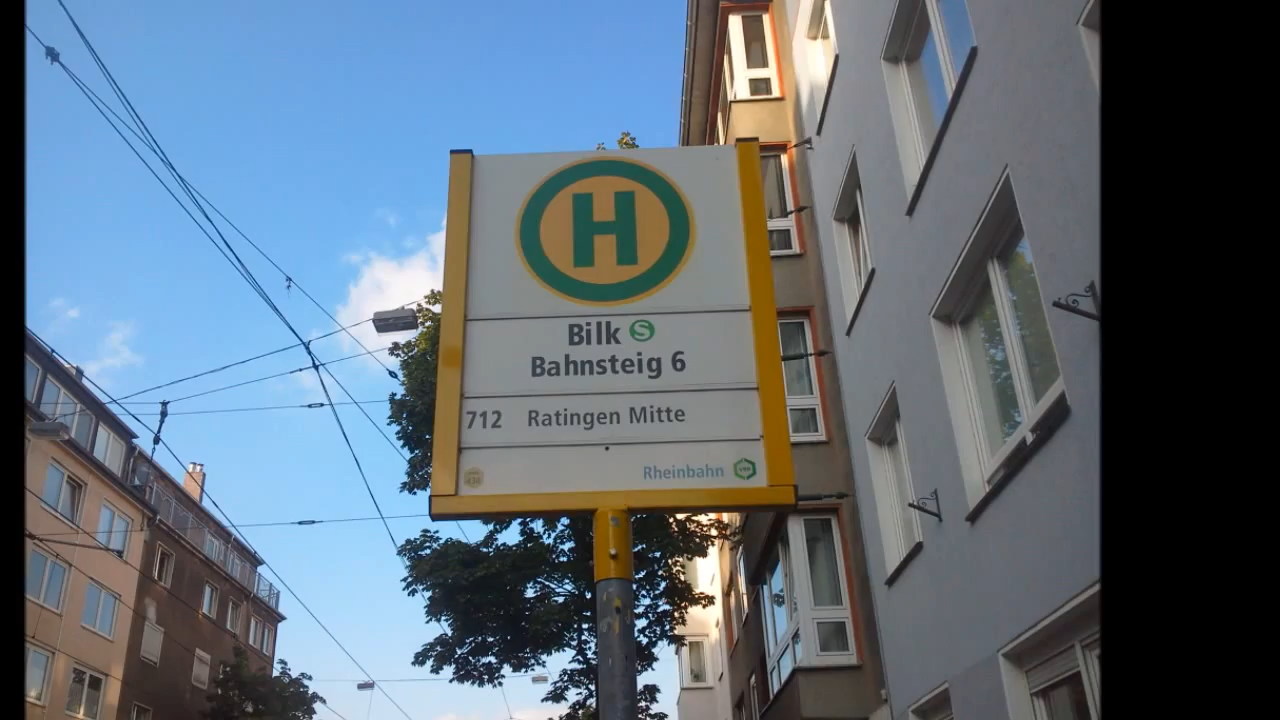 H
Bilk S
Bahnsteig 6
712 Ratingen Mitte
Rheinbahn